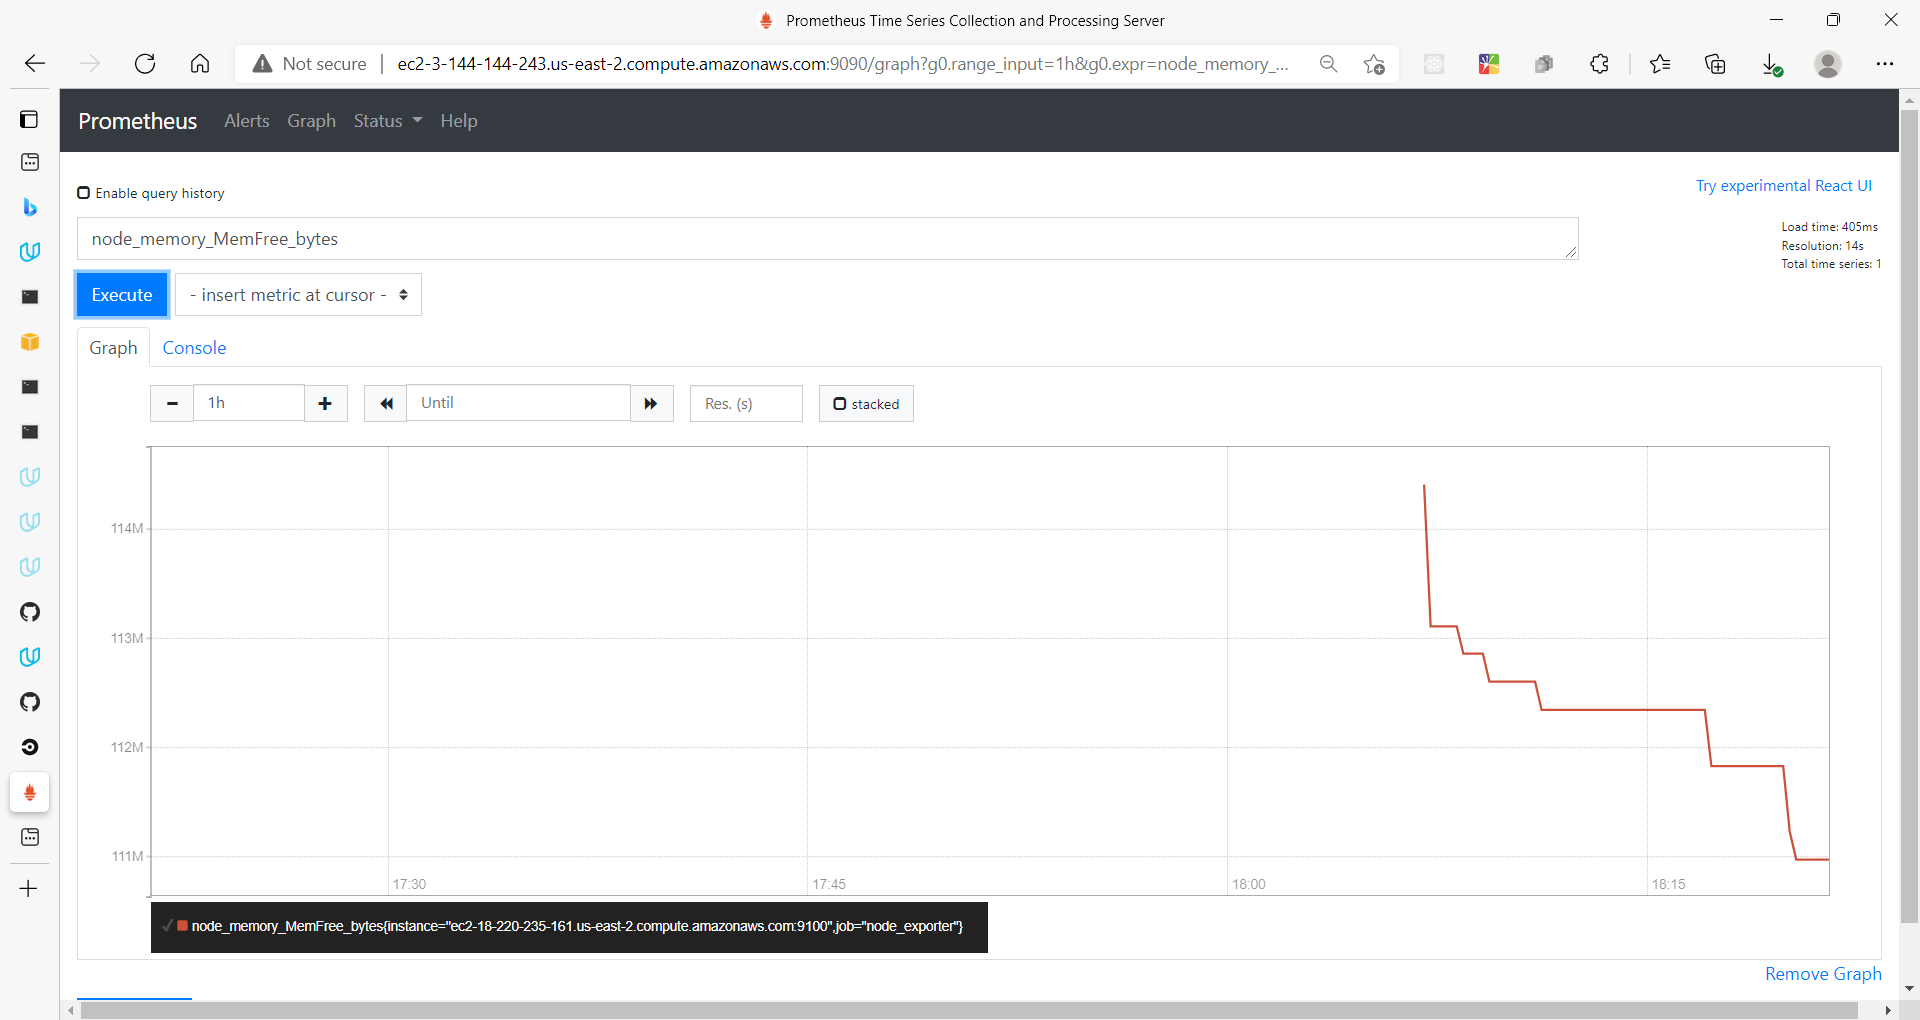 Prometheus Time Series Collection and Processing Server
Not secure
ec2-3-144-144-243.us-east-2.compute.amazonaws.com:9090/graph?g0.range_input=1h&g0.expr=node_memory_...
Prometheus Alerts Graph Status Help
Enable query history
Try experimental React UI
node_memory_MemFree_bytes
Load time: 405ms
Resolution: 14s
Total time series: 1
Execute
- insert metric at cursor -
Graph Console
1h
Until
Res. (s)
stacked
114M
113M
112M
111M
17:30 17:45 18:00 18:15
node_memory_MemFree_bytes{instance="ec2-18-220-235-161.us-east-2.compute.amazonaws.com:9100",job="node_exporter"}
Remove Graph